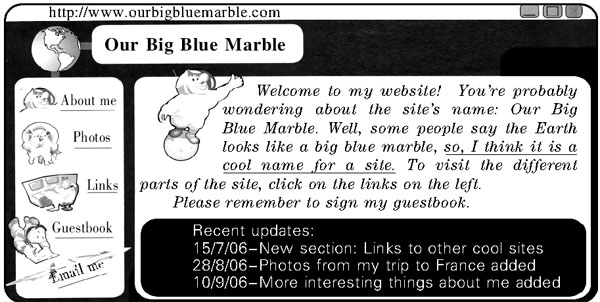 http://www.ourbigbluemarble.com
Our Big Blue Marble
About me
Photos
Links
Guestbook
Email me
Welcome to my website! You're probably
wondering about the site's name: Our Big
Blue Marble. Well, some people say the Earth
looks like a big blue marble, so, I think it is a
cool name for a site. To visit the different
parts of the site, click on the links on the left.
Please remember to sign my guestbook.
Recent updates:
15/7/06–New section: Links to other cool sites
28/8/06–Photos from my trip to France added
10/9/06–More interesting things about me added